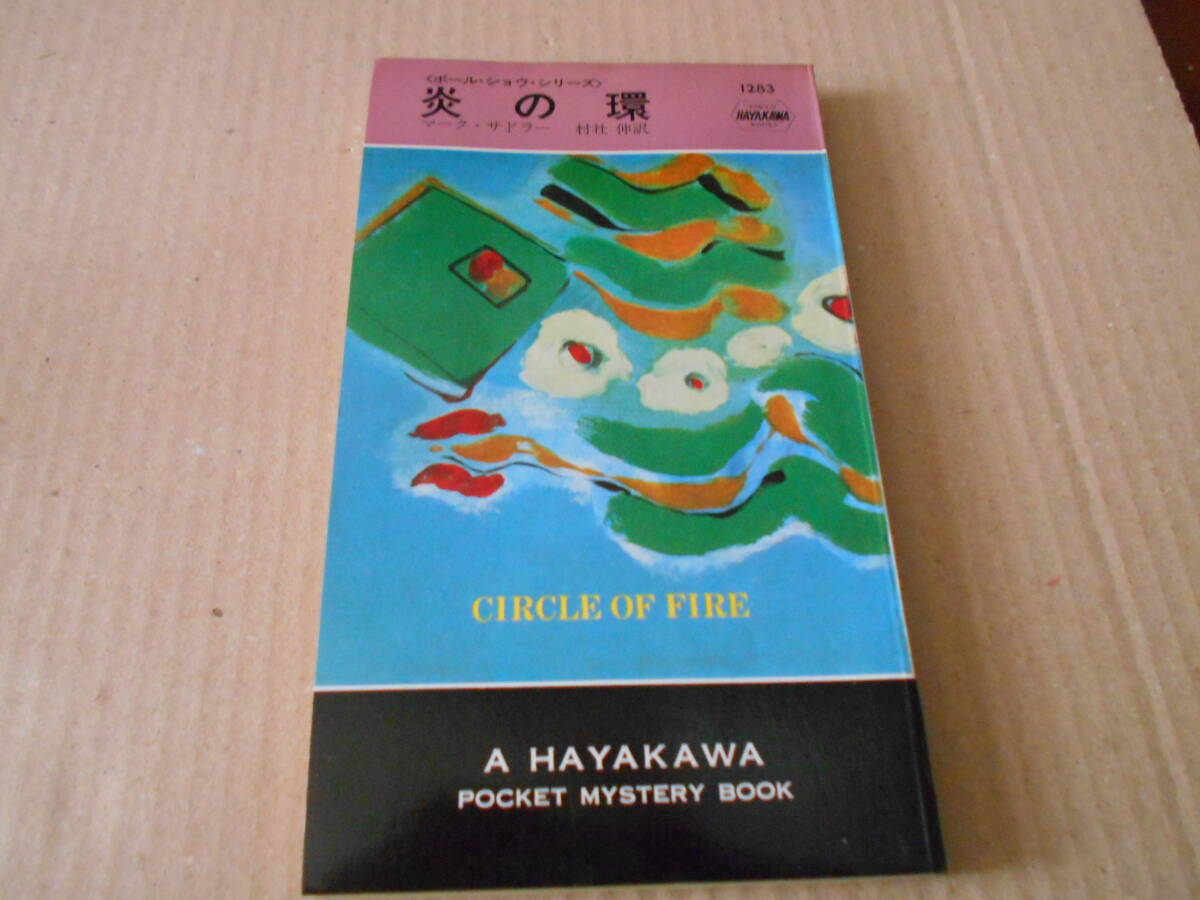 〈ポール・ショウ・シリーズ〉
炎の環
マーク・サドラー 村社 伸訳
1283
HAYAKAWA
CIRCLE OF FIRE
A HAYAKAWA
POCKET MYSTERY BOOK